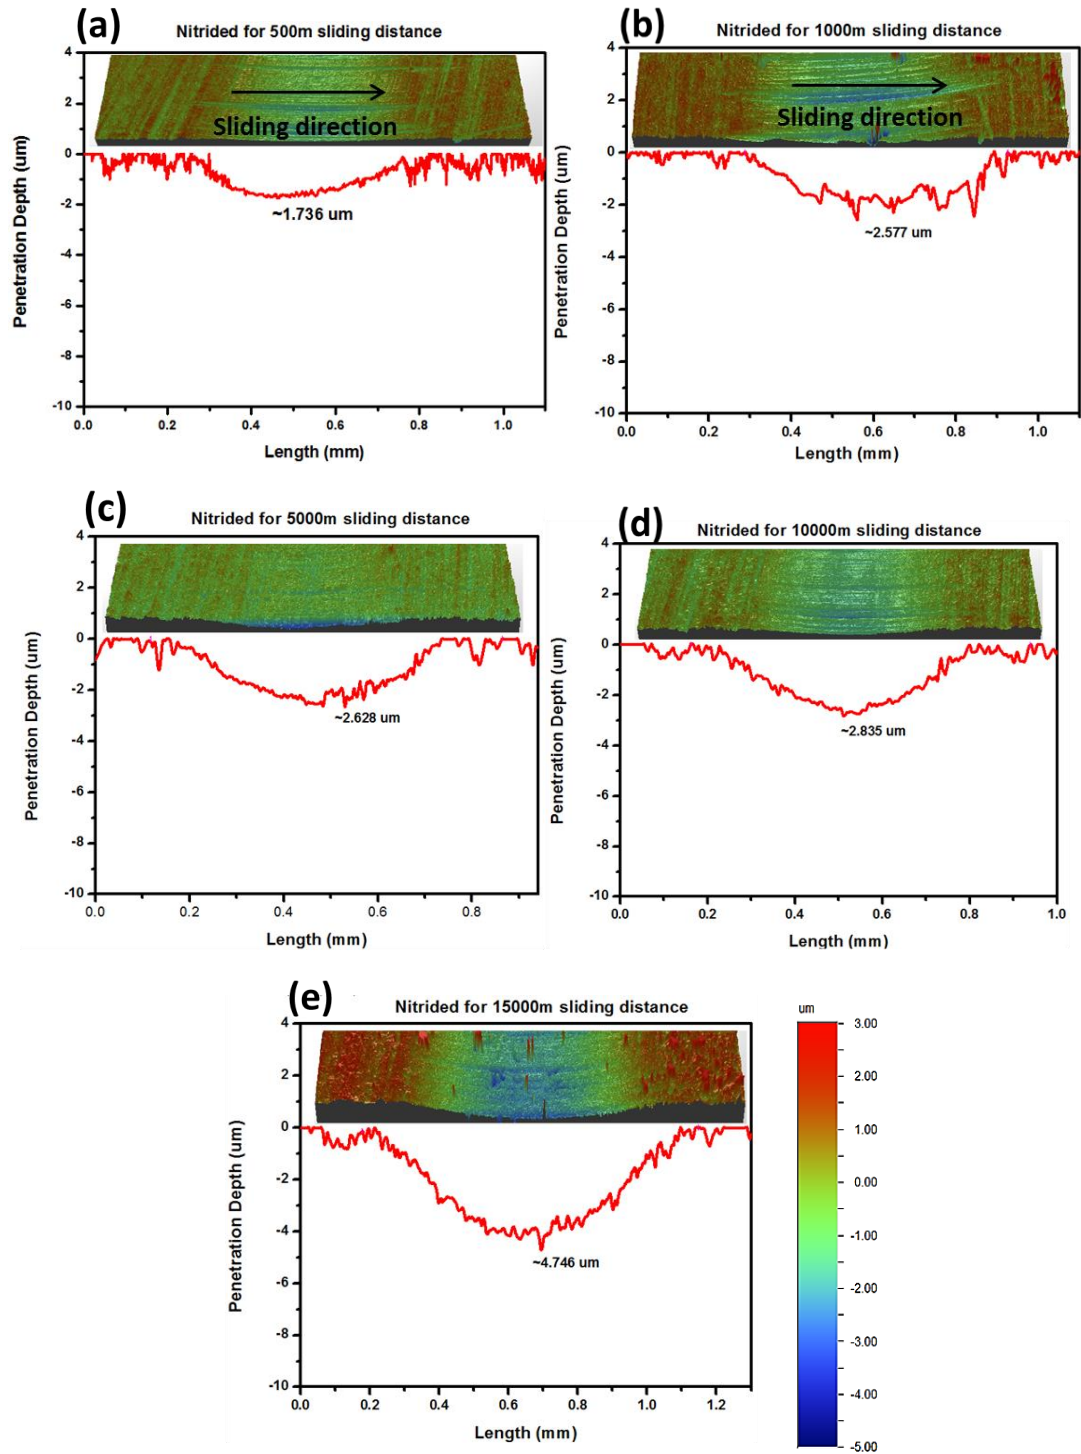 (a)
Nitrided for 500m sliding distance
4
2
0
-2
-4
-6
-8
-10
Penetration Depth (um)
Sliding direction
~1.736 um
0.0 0.2 0.4 0.6 0.8 1.0
Length (mm)
(b)
Nitrided for 1000m sliding distance
4
2
0
-2
-4
-6
-8
-10
Penetration Depth (um)
Sliding direction
~2.577 um
0.0 0.2 0.4 0.6 0.8 1.0
Length (mm)
(c)
Nitrided for 5000m sliding distance
4
2
0
-2
-4
-6
-8
-10
Penetration Depth (um)
~2.628 um
0.0 0.2 0.4 0.6 0.8
Length (mm)
(d)
Nitrided for 10000m sliding distance
4
2
0
-2
-4
-6
-8
-10
Penetration Depth (um)
~2.835 um
0.0 0.2 0.4 0.6 0.8 1.0
Length (mm)
(e)
Nitrided for 15000m sliding distance
4
2
0
-2
-4
-6
-8
-10
Penetration Depth (um)
~4.746 um
0.0 0.2 0.4 0.6 0.8 1.0 1.2
Length (mm)
um
3.00
2.00
1.00
0.00
-1.00
-2.00
-3.00
-4.00
-5.00